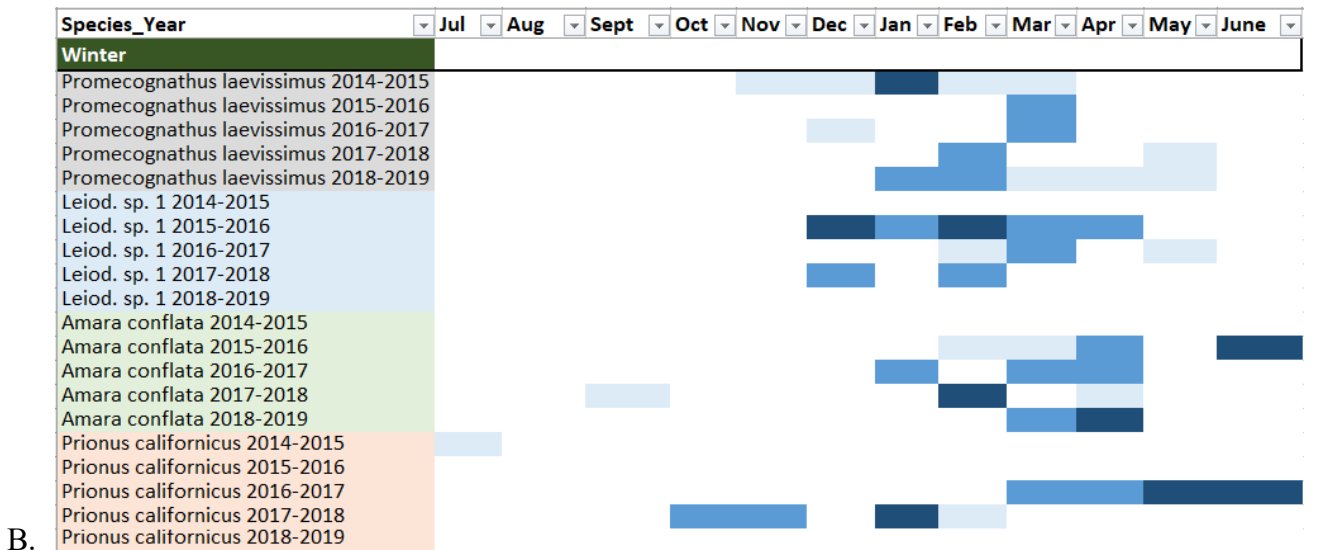 Species_Year Jul Aug Sept Oct Nov Dec Jan Feb Mar Apr May June
Winter
Promecognathus laevissimus 2014-2015
Promecognathus laevissimus 2015-2016
Promecognathus laevissimus 2016-2017
Promecognathus laevissimus 2017-2018
Promecognathus laevissimus 2018-2019
Leiod. sp. 1 2014-2015
Leiod. sp. 1 2015-2016
Leiod. sp. 1 2016-2017
Leiod. sp. 1 2017-2018
Leiod. sp. 1 2018-2019
Amara conflata 2014-2015
Amara conflata 2015-2016
Amara conflata 2016-2017
Amara conflata 2017-2018
Amara conflata 2018-2019
Prionus californicus 2014-2015
Prionus californicus 2015-2016
Prionus californicus 2016-2017
Prionus californicus 2017-2018
Prionus californicus 2018-2019
B.